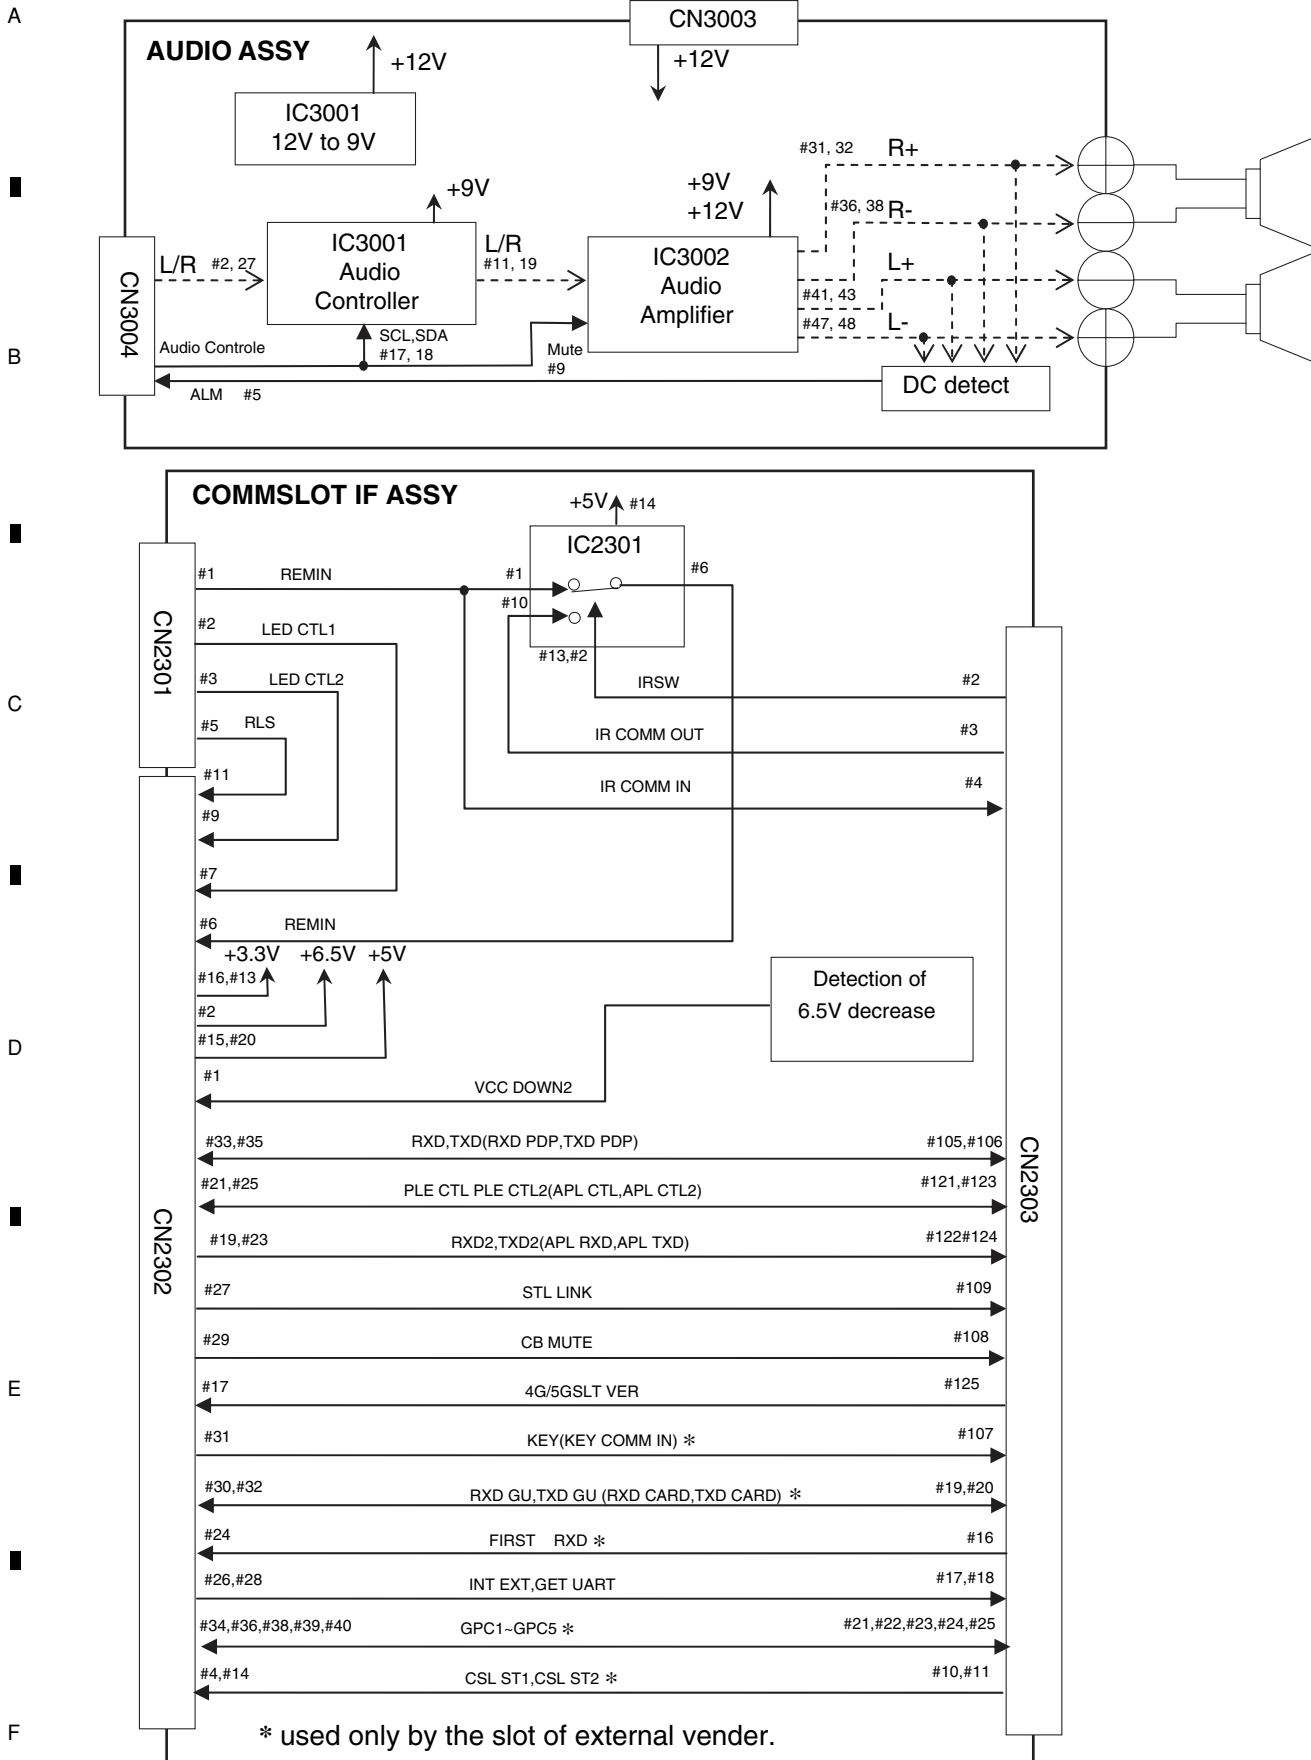 A
CN3003
AUDIO ASSY
+12V
+12V
IC3001
12V to 9V
#31, 32
R+
+9V
+9V
+12V
#36, 38
R-
CN3004
L/R
#2, 27
IC3001
Audio
Controller
L/R
#11, 19
IC3002
Audio
Amplifier
L+
#41, 43
#47, 48
L-
B
Audio Controle
SCL,SDA
#17, 18
Mute
#9
ALM #5
DC detect
COMMSLOT IF ASSY
+5V
#14
IC2301
#1
REMIN
#1
#6
#10
CN2301
#2
LED CTL1
#13,#2
C
#3
LED CTL2
IRSW
#2
#5
RLS
IR COMM OUT
#3
#11
IR COMM IN
#4
#9
#7
#6
REMIN
+3.3V
+6.5V
+5V
#16,#13
Detection of
6.5V decrease
#2
D
#15,#20
#1
VCC DOWN2
#33,#35
RXD,TXD(RXD PDP,TXD PDP)
#105,#106
CN2303
#21,#25
PLE CTL PLE CTL2(APL CTL,APL CTL2)
#121,#123
CN2302
#19,#23
RXD2,TXD2(APL RXD,APL TXD)
#122#124
#27
STL LINK
#109
#29
CB MUTE
#108
E
#17
4G/5GSLT VER
#125
#31
KEY(KEY COMM IN) *
#107
#30,#32
RXD GU,TXD GU (RXD CARD,TXD CARD) *
#19,#20
#24
FIRST RXD *
#16
#26,#28
INT EXT,GET UART
#17,#18
#34,#36,#38,#39,#40
GPC1~GPC5 *
#21,#22,#23,#24,#25
#4,#14
CSL ST1,CSL ST2 *
#10,#11
F
* used only by the slot of external vender.